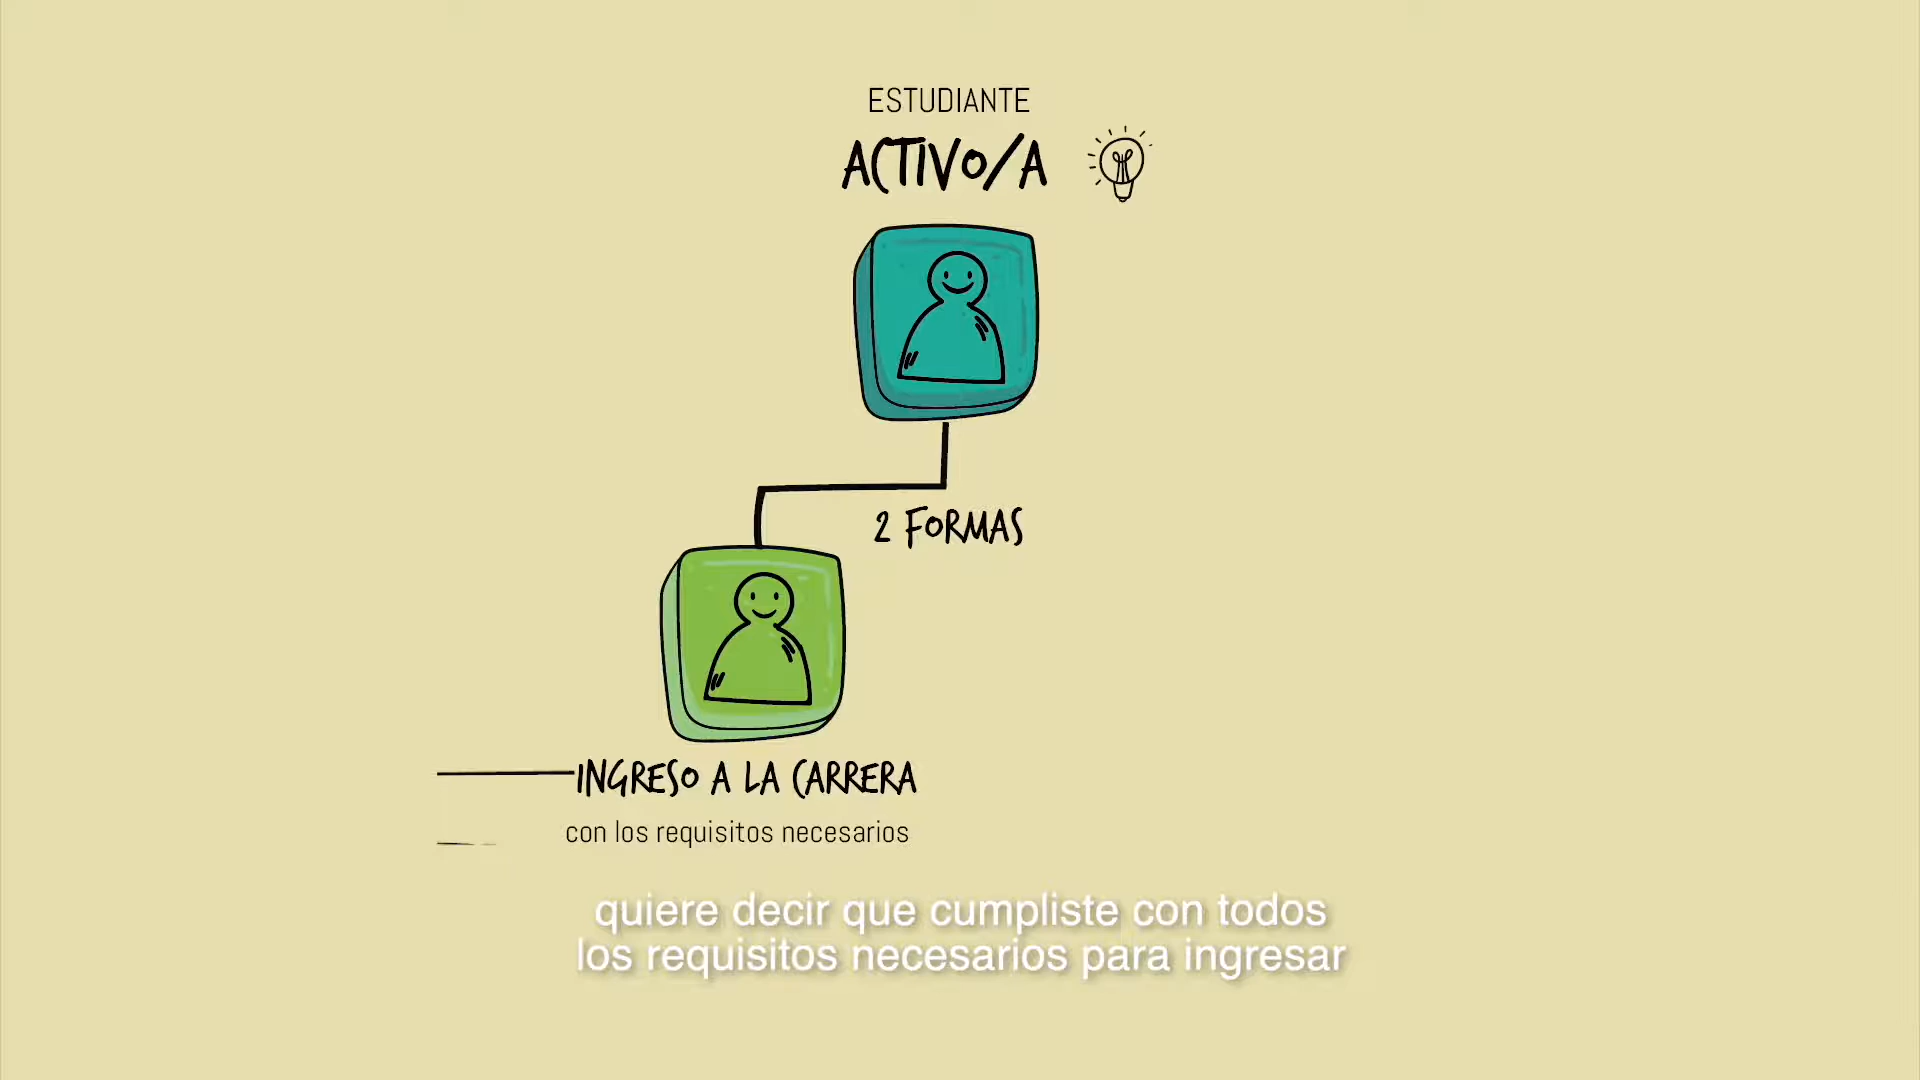 ESTUDIANTE
ACTIVO/A
2 FORMAS
INGRESO A LA CARRERA
con los requisitos necesarios
quiere decir que cumpliste con todos
los requisitos necesarios para ingresar